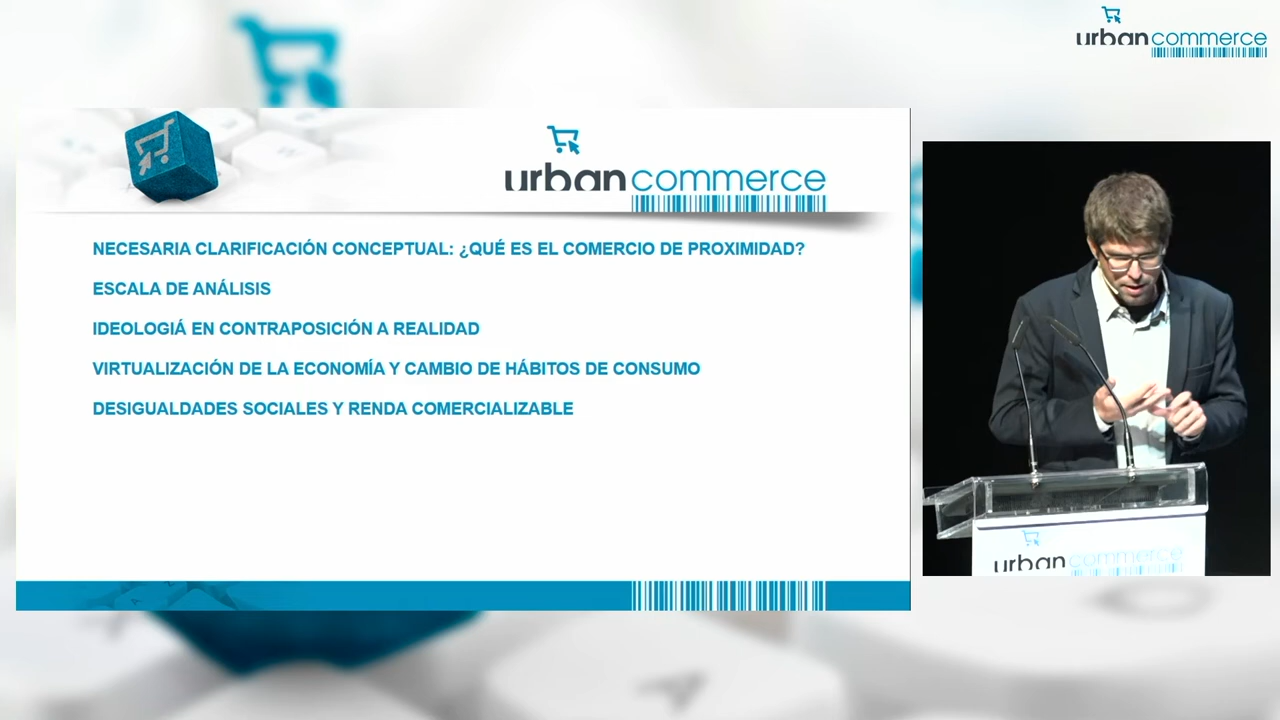 urbancommerce
urbancommerce
NECESARIA CLARIFICACIÓN CONCEPTUAL: ¿QUÉ ES EL COMERCIO DE PROXIMIDAD?
ESCALA DE ANÁLISIS
IDEOLOGIÁ EN CONTRAPOSICIÓN A REALIDAD
VIRTUALIZACIÓN DE LA ECONOMÍA Y CAMBIO DE HÁBITOS DE CONSUMO
DESIGUALDADES SOCIALES Y RENDA COMERCIALIZABLE
urbancommerce